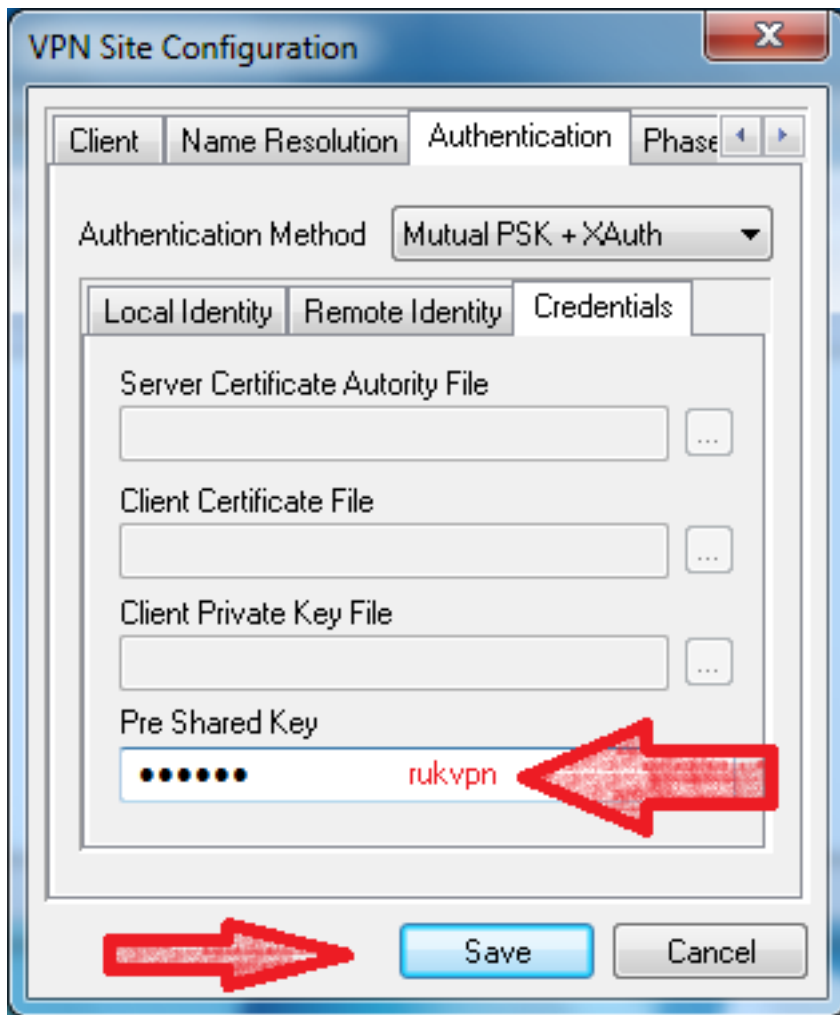 VPN Site Configuration
Client Name Resolution Authentication Phase
Authentication Method Mutual PSK + XAuth
Local Identity Remote Identity Credentials
Server Certificate Autority File
...
Client Certificate File
...
Client Private Key File
...
Pre Shared Key
●●●●●● rukvpn
Save Cancel